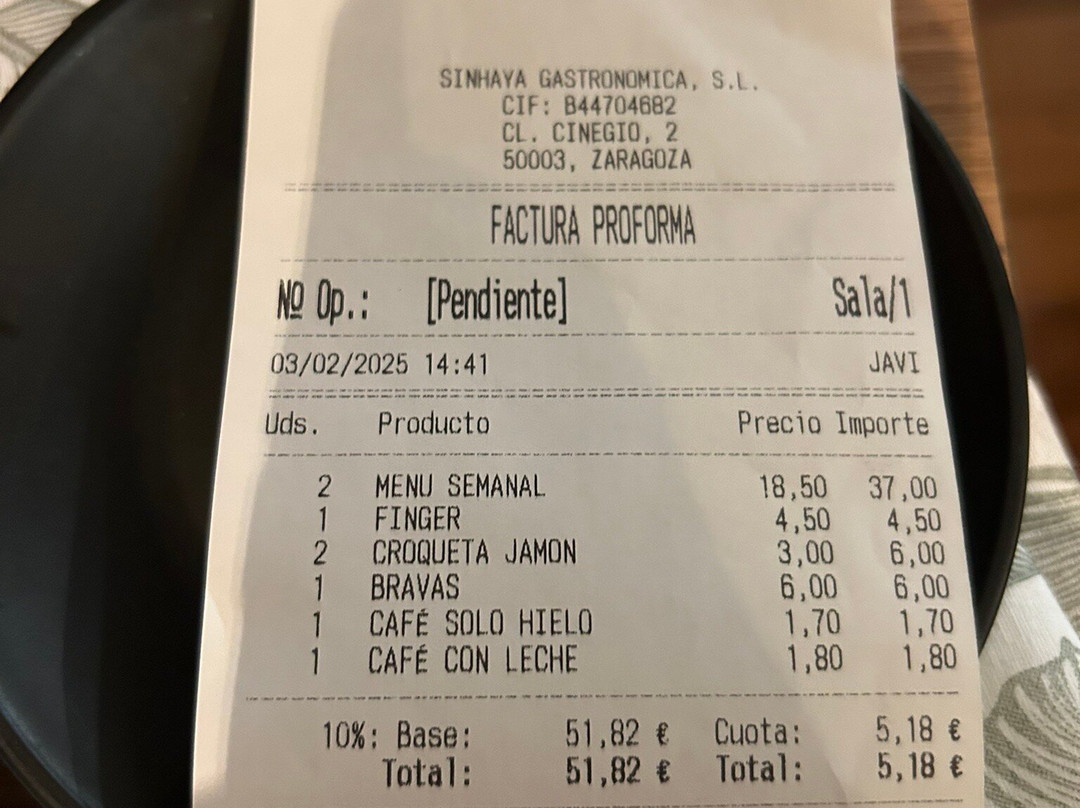 SINHAYA GASTRONOMICA, S.L.
CIF: B44704682
CL. CINEGIO, 2
50003, ZARAGOZA
FACTURA PROFORMA
Nº Op.: [Pendiente] Sala/1
03/02/2025 14:41 JAVI
Uds. Producto Precio Importe
2 MENU SEMANAL 18,50 37,00
1 FINGER 4,50 4,50
2 CROQUETA JAMON 3,00 6,00
1 BRAVAS 6,00 6,00
1 CAFÉ SOLO HIELO 1,70 1,70
1 CAFÉ CON LECHE 1,80 1,80
10%: Base: 51,82 € Cuota: 5,18 €
Total: 51,82 € Total: 5,18 €